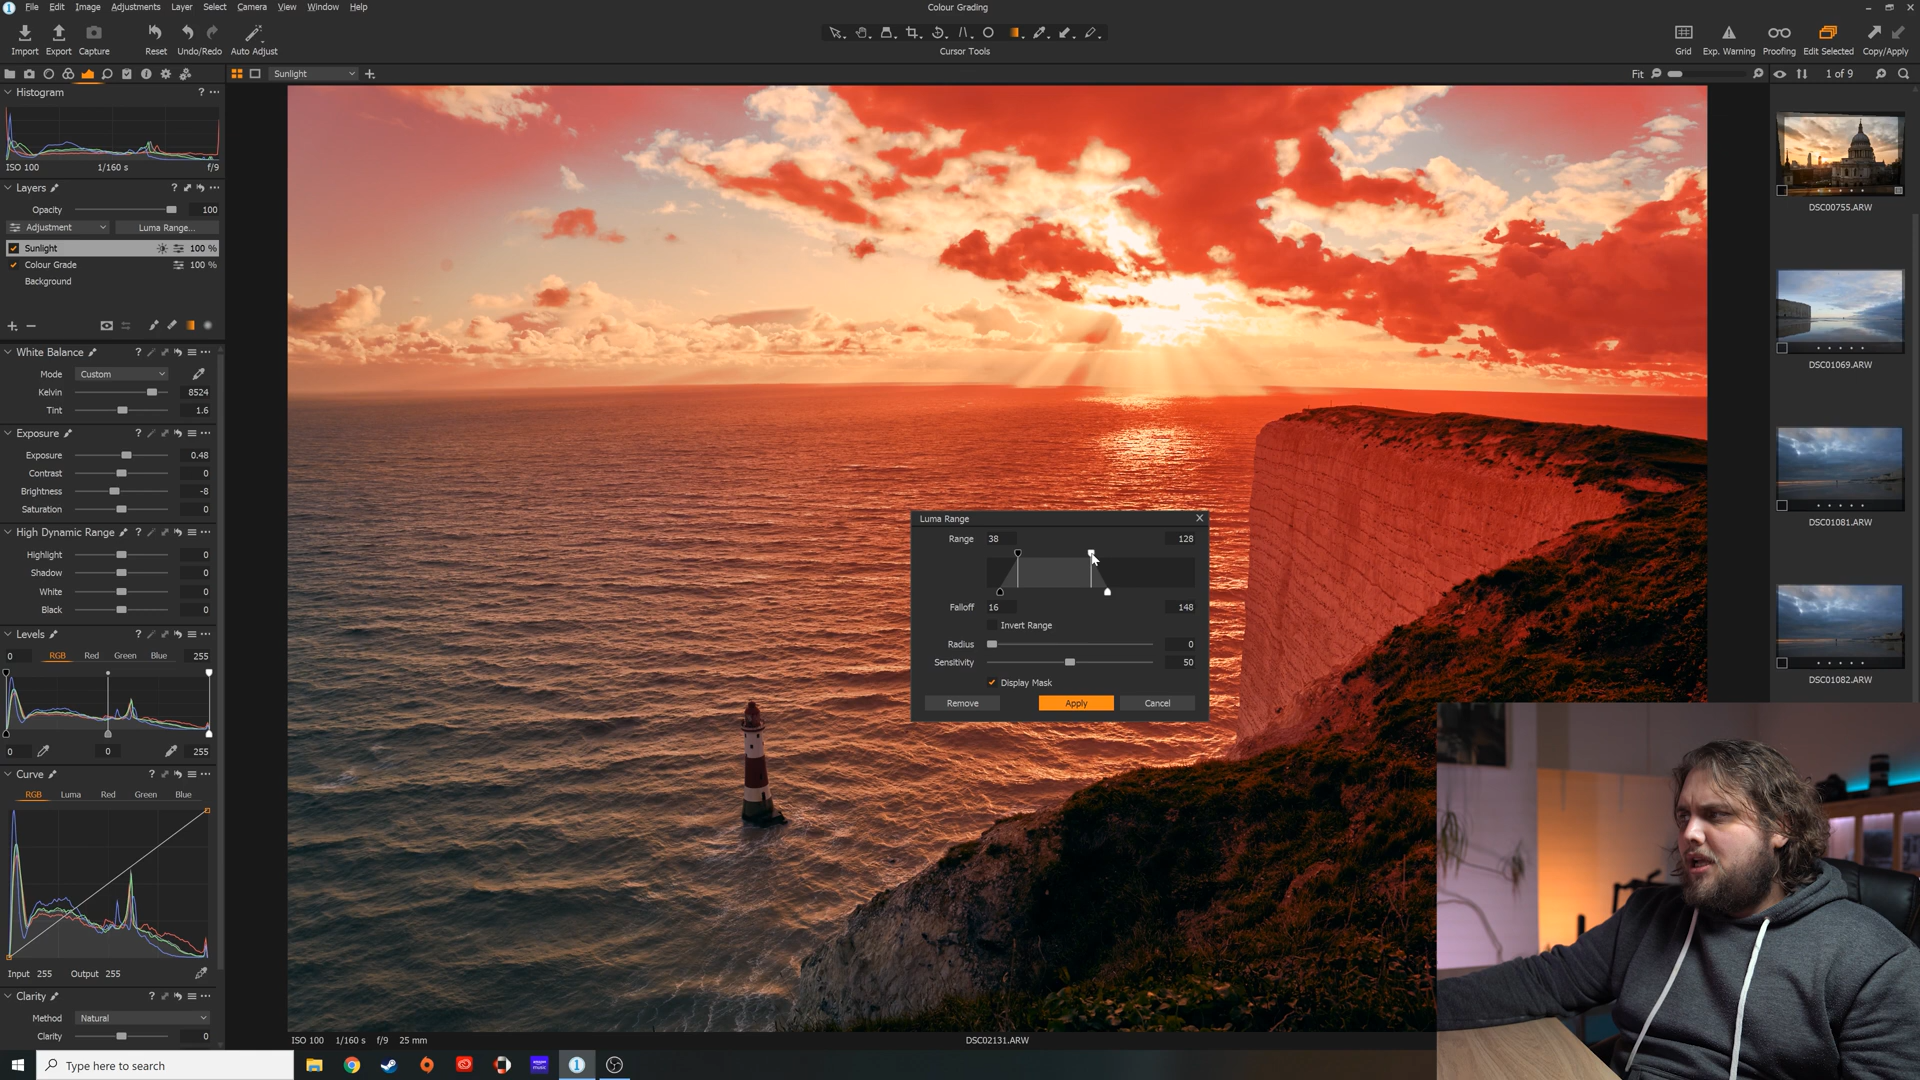 File Edit Image Adjustments Layer Select Camera View Window Help
Colour Grading
Import Export Capture Reset Undo/Redo Auto Adjust
Cursor Tools
Grid Exp. Warning Proofing Edit Selected Copy/Apply
Sunlight
Fit
1 of 9
Histogram
ISO 100 1/160 s f/9
Layers
Opacity 100
Adjustment Luma Range...
Sunlight 100 %
Colour Grade 100 %
Background
White Balance
Mode Custom
Kelvin 8524
Tint 1.6
Exposure
Exposure 0.48
Contrast 0
Brightness -8
Saturation 0
High Dynamic Range
Highlight 0
Shadow 0
White 0
Black 0
Levels
0 RGB Red Green Blue 255
0 0 255
Curve
RGB Luma Red Green Blue
Input 255 Output 255
Clarity
Method Natural
Clarity 0
Luma Range
Range 38 128
Falloff 16 148
Invert Range
Radius 0
Sensitivity 50
Display Mask
Remove Apply Cancel
DSC00755.ARW
DSC01069.ARW
DSC01081.ARW
DSC01082.ARW
ISO 100 1/160 s f/9 25 mm
DSC02131.ARW
Type here to search